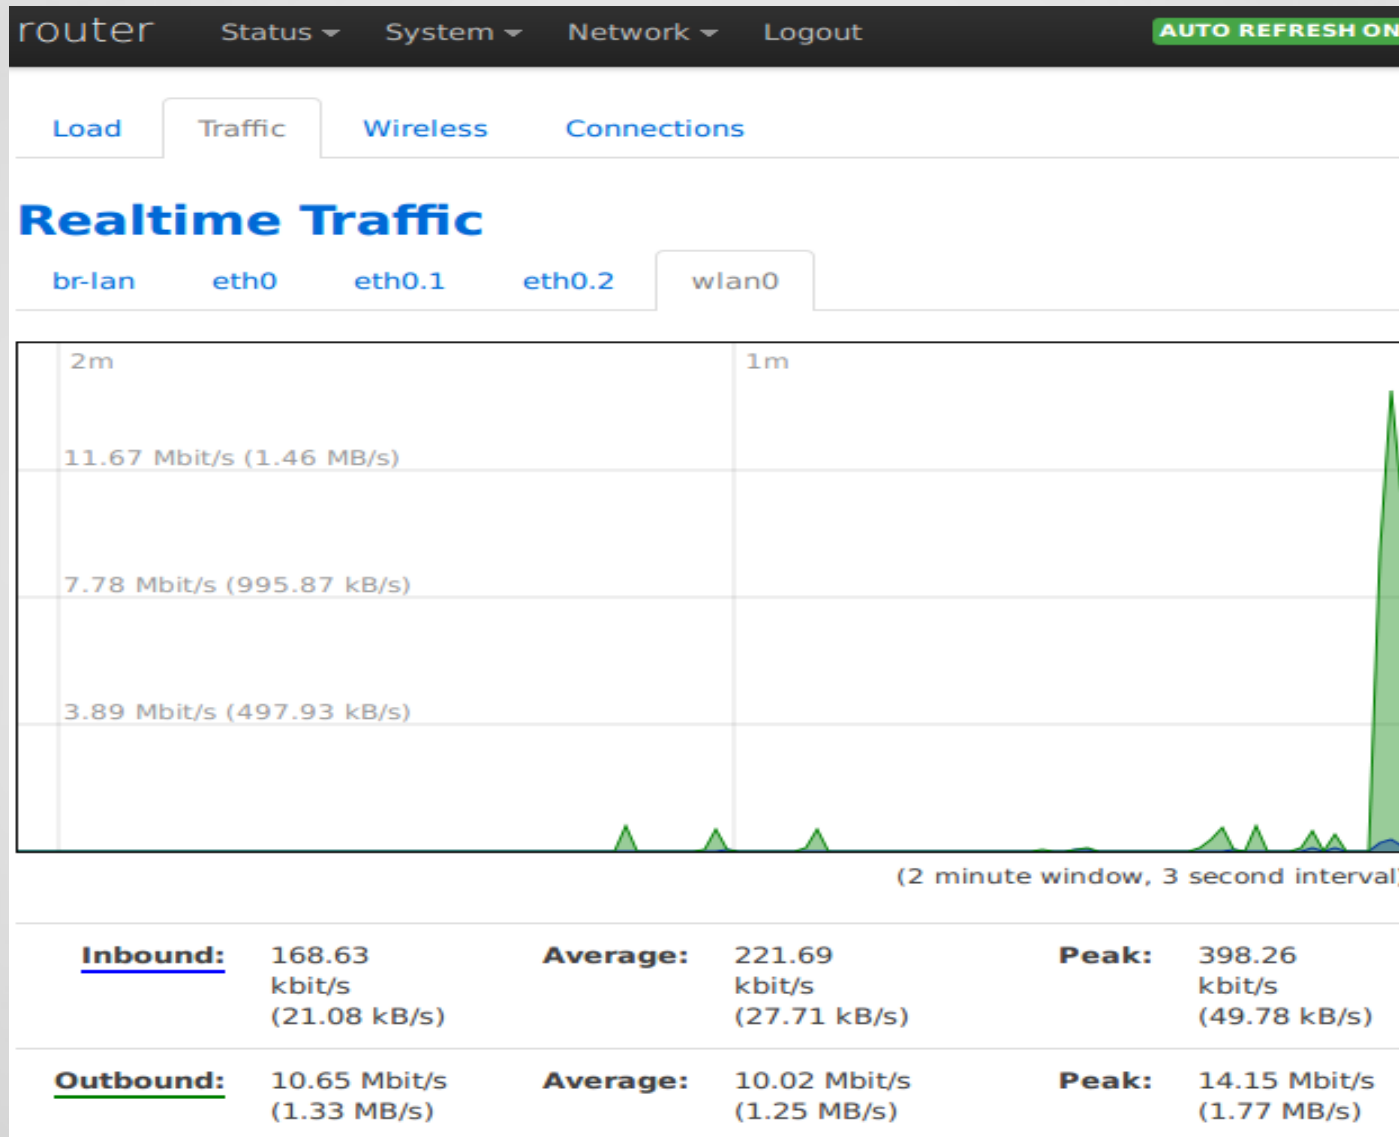 router Status System Network Logout AUTO REFRESH ON
Load Traffic Wireless Connections
Realtime Traffic
br-lan eth0 eth0.1 eth0.2 wlan0
2m 1m
11.67 Mbit/s (1.46 MB/s)
7.78 Mbit/s (995.87 kB/s)
3.89 Mbit/s (497.93 kB/s)
(2 minute window, 3 second interval)
Inbound: 168.63 Average: 221.69 Peak: 398.26
kbit/s kbit/s kbit/s
(21.08 kB/s) (27.71 kB/s) (49.78 kB/s)
Outbound: 10.65 Mbit/s Average: 10.02 Mbit/s Peak: 14.15 Mbit/s
(1.33 MB/s) (1.25 MB/s) (1.77 MB/s)